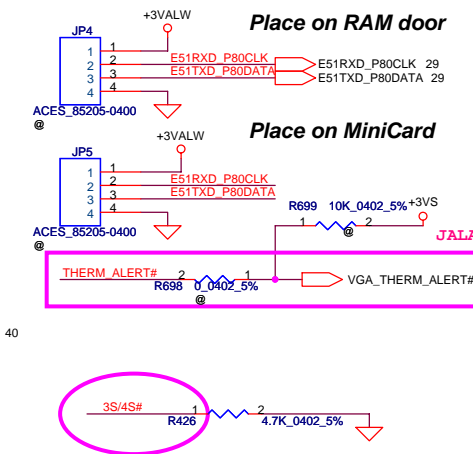 +3VALW
Place on RAM door
JP4
1 1
2 2 E51RXD_P80CLK E51RXD_P80CLK 29
3 3 E51TXD_P80DATA E51TXD_P80DATA 29
4 4
ACES_85205-0400
@
+3VALW
Place on MiniCard
JP5
1 1
2 2 E51RXD_P80CLK
3 3 E51TXD_P80DATA
4 4
ACES_85205-0400
@
R699 10K_0402_5% +3VS
1 2
@
JALA
THERM_ALERT# 2 1 VGA_THERM_ALERT#
R698 0_0402_5%
@
40
3S/4S# 1 2
R426 4.7K_0402_5%